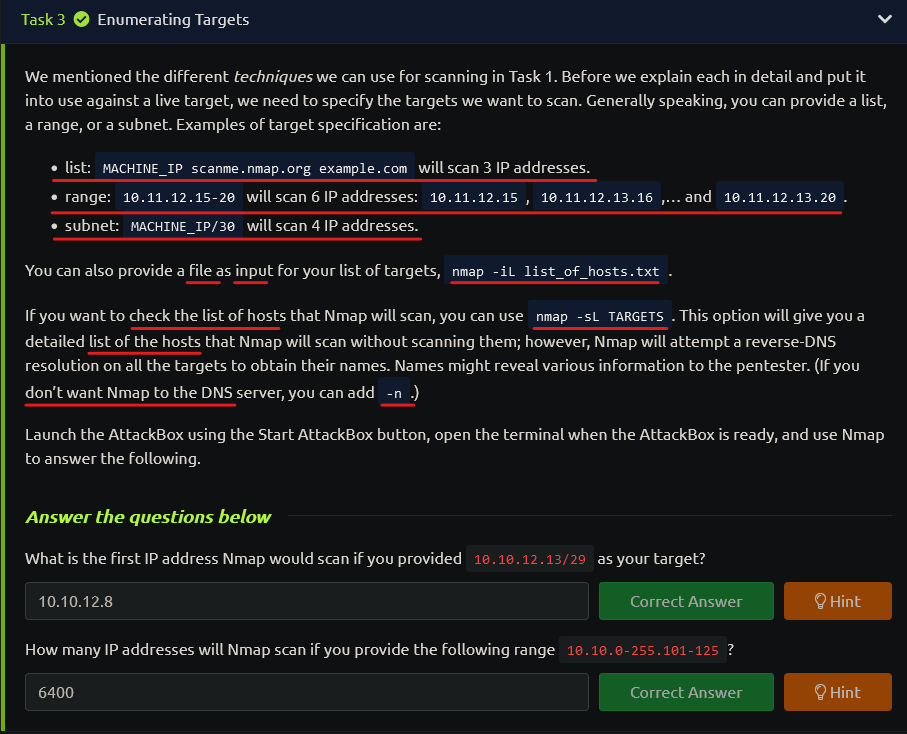 Task 3 Enumerating Targets
We mentioned the different techniques we can use for scanning in Task 1. Before we explain each in detail and put it
into use against a live target, we need to specify the targets we want to scan. Generally speaking, you can provide a list,
a range, or a subnet. Examples of target specification are:
• list: MACHINE_IP scanme.nmap.org example.com will scan 3 IP addresses.
• range: 10.11.12.15-20 will scan 6 IP addresses: 10.11.12.15 , 10.11.12.13.16 ,… and 10.11.12.13.20 .
• subnet: MACHINE_IP/30 will scan 4 IP addresses.
You can also provide a file as input for your list of targets, nmap -iL list_of_hosts.txt .
If you want to check the list of hosts that Nmap will scan, you can use nmap -sL TARGETS . This option will give you a
detailed list of the hosts that Nmap will scan without scanning them; however, Nmap will attempt a reverse-DNS
resolution on all the targets to obtain their names. Names might reveal various information to the pentester. (If you
don’t want Nmap to the DNS server, you can add -n .)
Launch the AttackBox using the Start AttackBox button, open the terminal when the AttackBox is ready, and use Nmap
to answer the following.
Answer the questions below
What is the first IP address Nmap would scan if you provided 10.10.12.13/29 as your target?
10.10.12.8 Correct Answer Hint
How many IP addresses will Nmap scan if you provide the following range 10.10.0-255.101-125 ?
6400 Correct Answer Hint